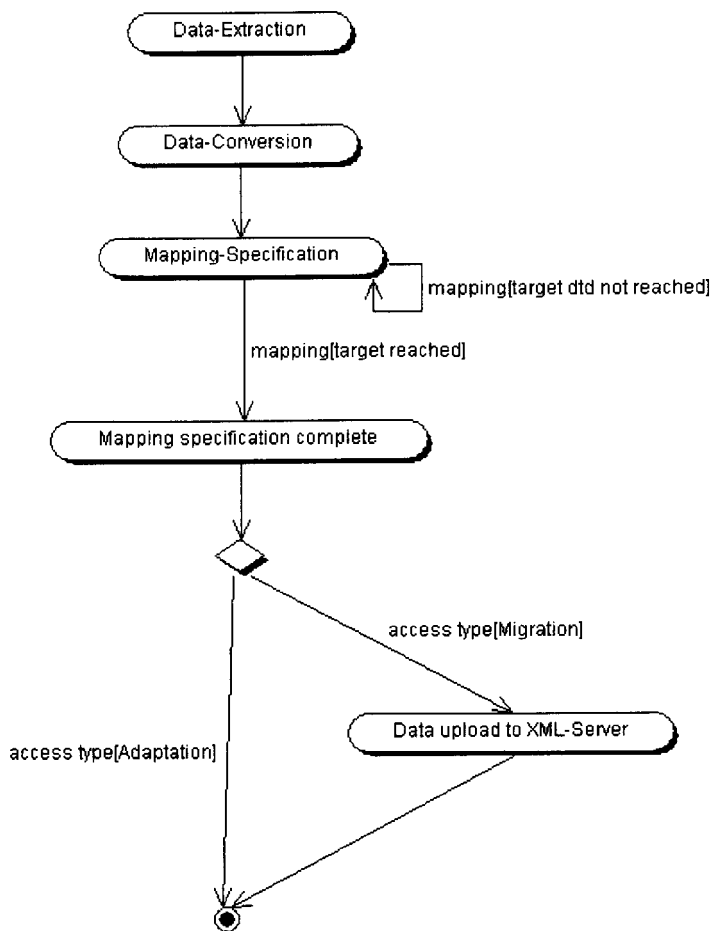 Data-Extraction
Data-Conversion
Mapping-Specification
mapping[target dtd not reached]
mapping[target reached]
Mapping specification complete
access type[Migration]
Data upload to XML-Server
access type[Adaptation]